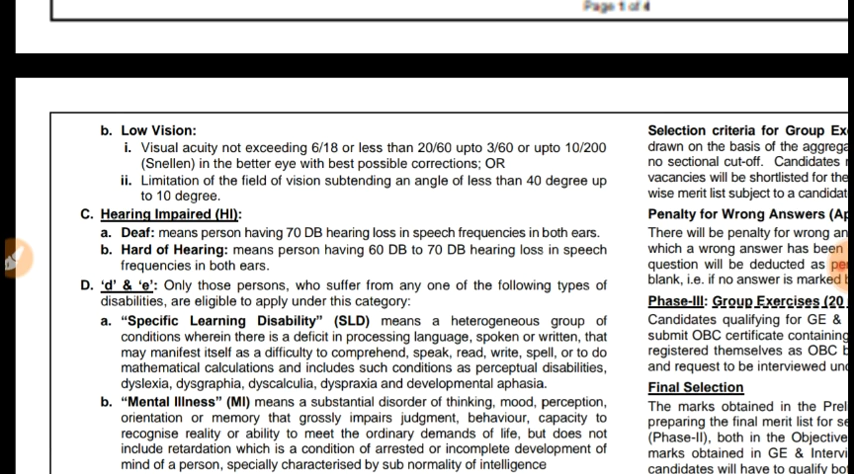 Page 1 of 4
b. Low Vision:
i. Visual acuity not exceeding 6/18 or less than 20/60 upto 3/60 or upto 10/200
(Snellen) in the better eye with best possible corrections; OR
ii. Limitation of the field of vision subtending an angle of less than 40 degree up
to 10 degree.
C. Hearing Impaired (HI):
a. Deaf: means person having 70 DB hearing loss in speech frequencies in both ears.
b. Hard of Hearing: means person having 60 DB to 70 DB hearing loss in speech
frequencies in both ears.
D. 'd' & 'e': Only those persons, who suffer from any one of the following types of
disabilities, are eligible to apply under this category:
a. "Specific Learning Disability" (SLD) means a heterogeneous group of
conditions wherein there is a deficit in processing language, spoken or written, that
may manifest itself as a difficulty to comprehend, speak, read, write, spell, or to do
mathematical calculations and includes such conditions as perceptual disabilities,
dyslexia, dysgraphia, dyscalculia, dyspraxia and developmental aphasia.
b. "Mental Illness" (MI) means a substantial disorder of thinking, mood, perception,
orientation or memory that grossly impairs judgment, behaviour, capacity to
recognise reality or ability to meet the ordinary demands of life, but does not
include retardation which is a condition of arrested or incomplete development of
mind of a person, specially characterised by sub normality of intelligence
Selection criteria for Group Ex
drawn on the basis of the aggrega
no sectional cut-off. Candidates
vacancies will be shortlisted for the
wise merit list subject to a candidat
Penalty for Wrong Answers (Ap
There will be penalty for wrong an
which a wrong answer has been
question will be deducted as pe
blank, i.e. if no answer is marked
Phase-III: Group Exercises (20
Candidates qualifying for GE &
submit OBC certificate containing
registered themselves as OBC b
and request to be interviewed un
Final Selection
The marks obtained in the Prel
preparing the final merit list for se
(Phase-II), both in the Objective
marks obtained in GE & Intervi
candidates will have to qualify bo